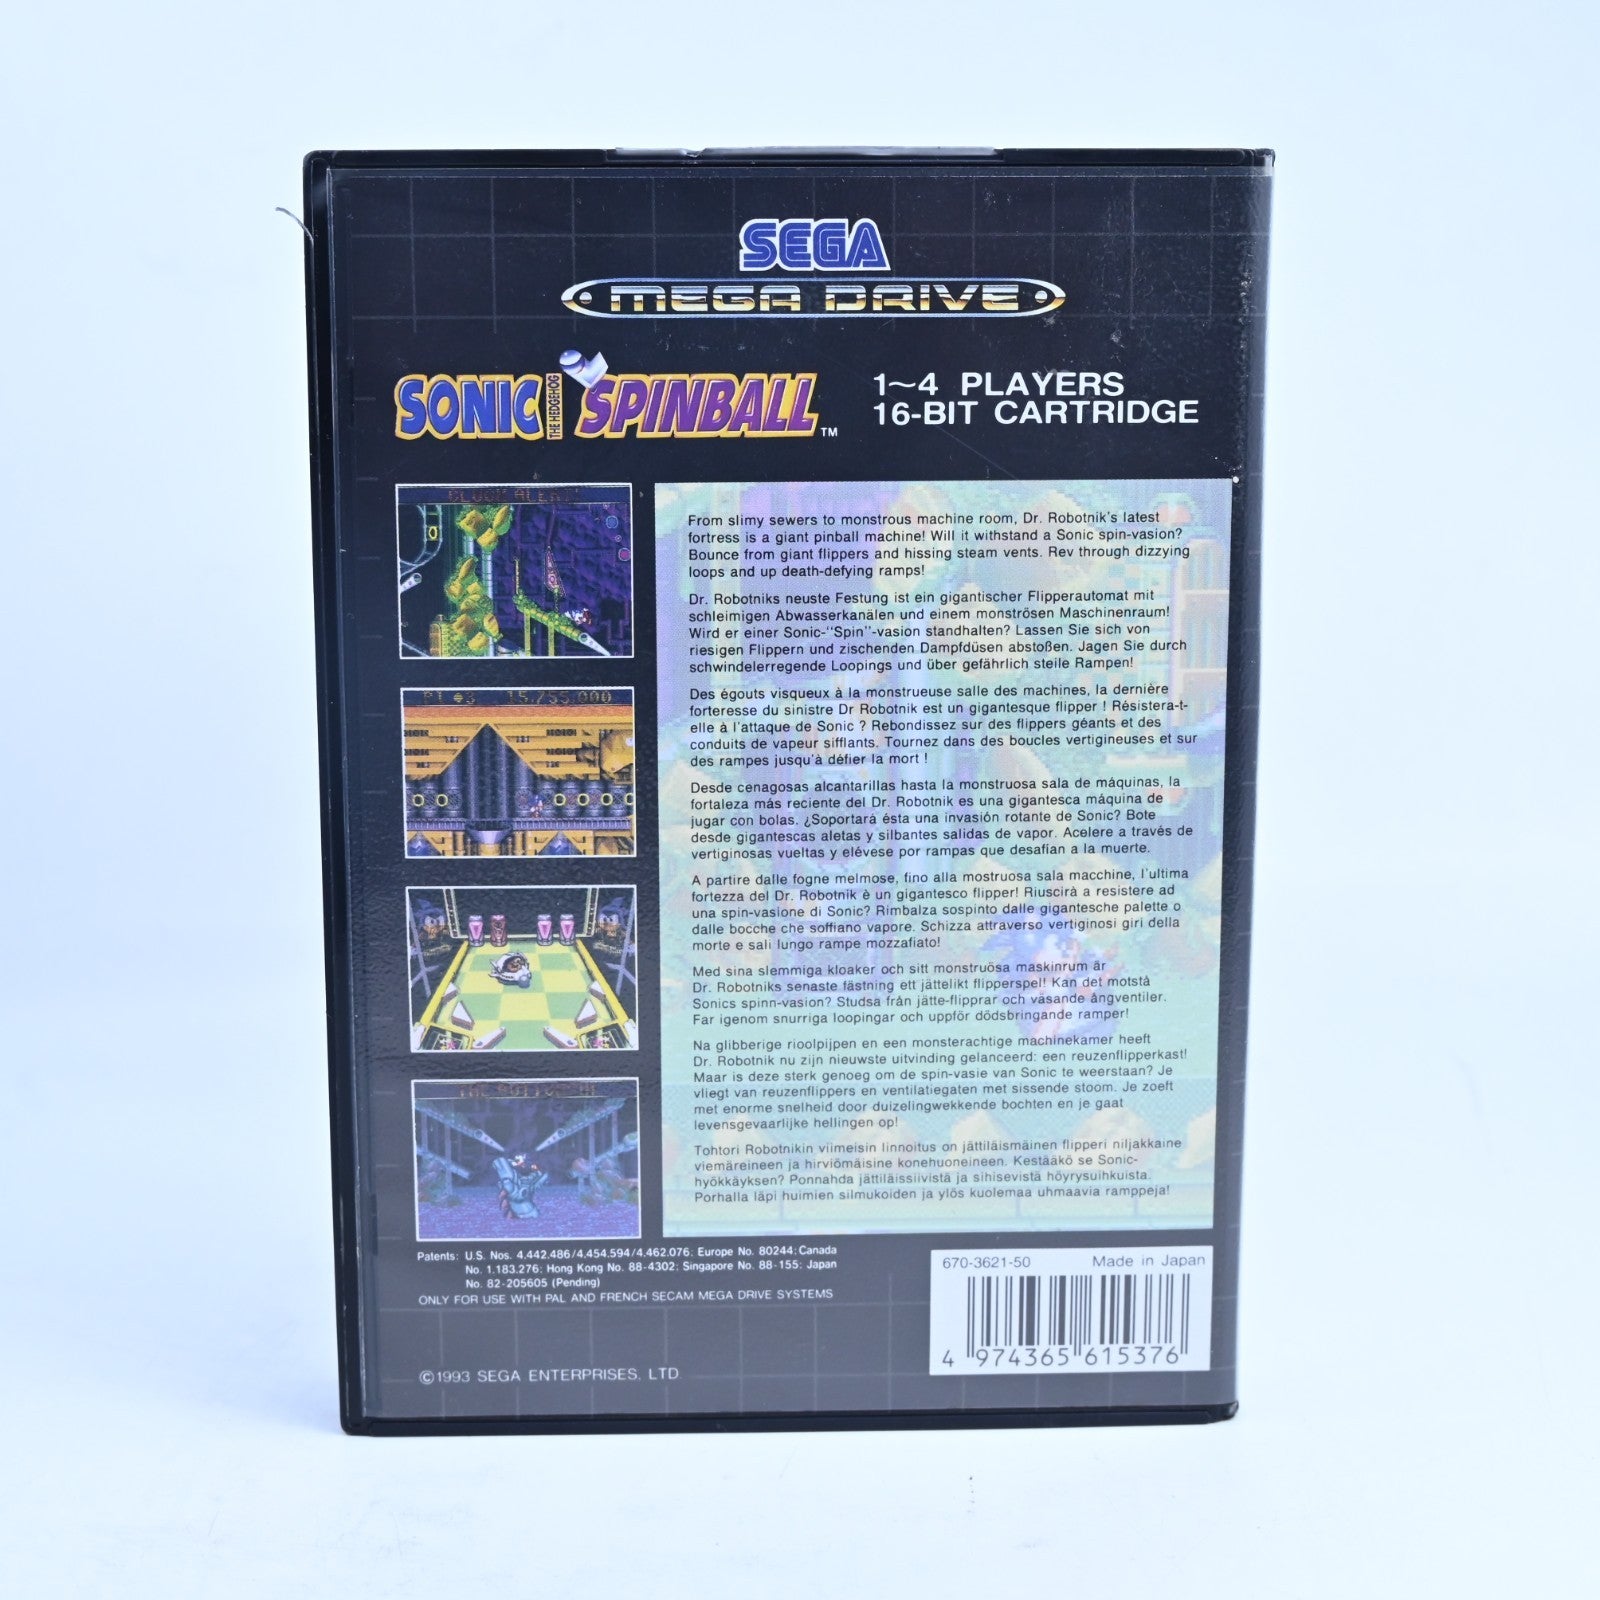 SEGA
MEGA DRIVE
SONIC THE HEDGEHOG SPINBALL ™
1~4 PLAYERS
16-BIT CARTRIDGE
P1 3 15,755,000
From slimy sewers to monstrous machine room, Dr. Robotnik's latest
fortress is a giant pinball machine! Will it withstand a Sonic spin-vasion?
Bounce from giant flippers and hissing steam vents. Rev through dizzying
loops and up death-defying ramps!
Dr. Robotniks neuste Festung ist ein gigantischer Flipperautomat mit
schleimigen Abwasserkanälen und einem monströsen Maschinenraum!
Wird er einer Sonic-"Spin"-vasion standhalten? Lassen Sie sich von
riesigen Flippern und zischenden Dampfdüsen abstoßen. Jagen Sie durch
schwindelerregende Loopings und über gefährlich steile Rampen!
Des égouts visqueux à la monstrueuse salle des machines, la dernière
forteresse du sinistre Dr Robotnik est un gigantesque flipper ! Résistera-t-
elle à l'attaque de Sonic ? Rebondissez sur des flippers géants et des
conduits de vapeur sifflants. Tournez dans des boucles vertigineuses et sur
des rampes jusqu'à défier la mort !
Desde cenagosas alcantarillas hasta la monstruosa sala de máquinas, la
fortaleza más reciente del Dr. Robotnik es una gigantesca máquina de
jugar con bolas. ¿Soportará ésta una invasión rotante de Sonic? Bote
desde gigantescas aletas y silbantes salidas de vapor. Acelere a través de
vertiginosas vueltas y elévese por rampas que desafían a la muerte.
A partire dalle fogne melmose, fino alla mostruosa sala macchine, l'ultima
fortezza del Dr. Robotnik è un gigantesco flipper! Riuscirà a resistere ad
una spin-vasione di Sonic? Rimbalza sospinto dalle gigantesche palette o
dalle bocche che soffiano vapore. Schizza attraverso vertiginosi giri della
morte e sali lungo rampe mozzafiato!
Med sina slemmiga kloaker och sitt monstruösa maskinrum är
Dr. Robotniks senaste fästning ett jättelikt flipperspel! Kan det motstå
Sonics spinn-vasion? Studsa från jätte-flipprar och väsande ångventiler.
Far igenom snurriga loopingar och uppför dödsbringande ramper!
Na glibberige rioolpijpen en een monsterachtige machinekamer heeft
Dr. Robotnik nu zijn nieuwste uitvinding gelanceerd: een reuzenflipperkast!
Maar is deze sterk genoeg om de spin-vasie van Sonic te weerstaan? Je
vliegt van reuzenflippers en ventilatiegaten met sissende stoom. Je zoeft
met enorme snelheid door duizelingwekkende bochten en je gaat
levensgevaarlijke hellingen op!
Tohtori Robotnikin viimeisin linnoitus on jättiläismäinen flipperi niljakkaine
viemäreineen ja hirviömäisine konehuoneineen. Kestääkö se Sonic-
hyökkäyksen? Ponnahda jättiläissiivistä ja sihisevistä höyrysuihkuista.
Porhalla läpi huimien silmukoiden ja ylös kuolemaa uhmaavia ramppeja!
Patents: U.S. Nos. 4,442,486/4,454,594/4,462,076; Europe No. 80244; Canada
No. 1,183,276; Hong Kong No. 88-4302; Singapore No. 88-155; Japan
No. 82-205605 (Pending)
ONLY FOR USE WITH PAL AND FRENCH SECAM MEGA DRIVE SYSTEMS
©1993 SEGA ENTERPRISES, LTD.
670-3621-50 Made in Japan
4 974365 615376